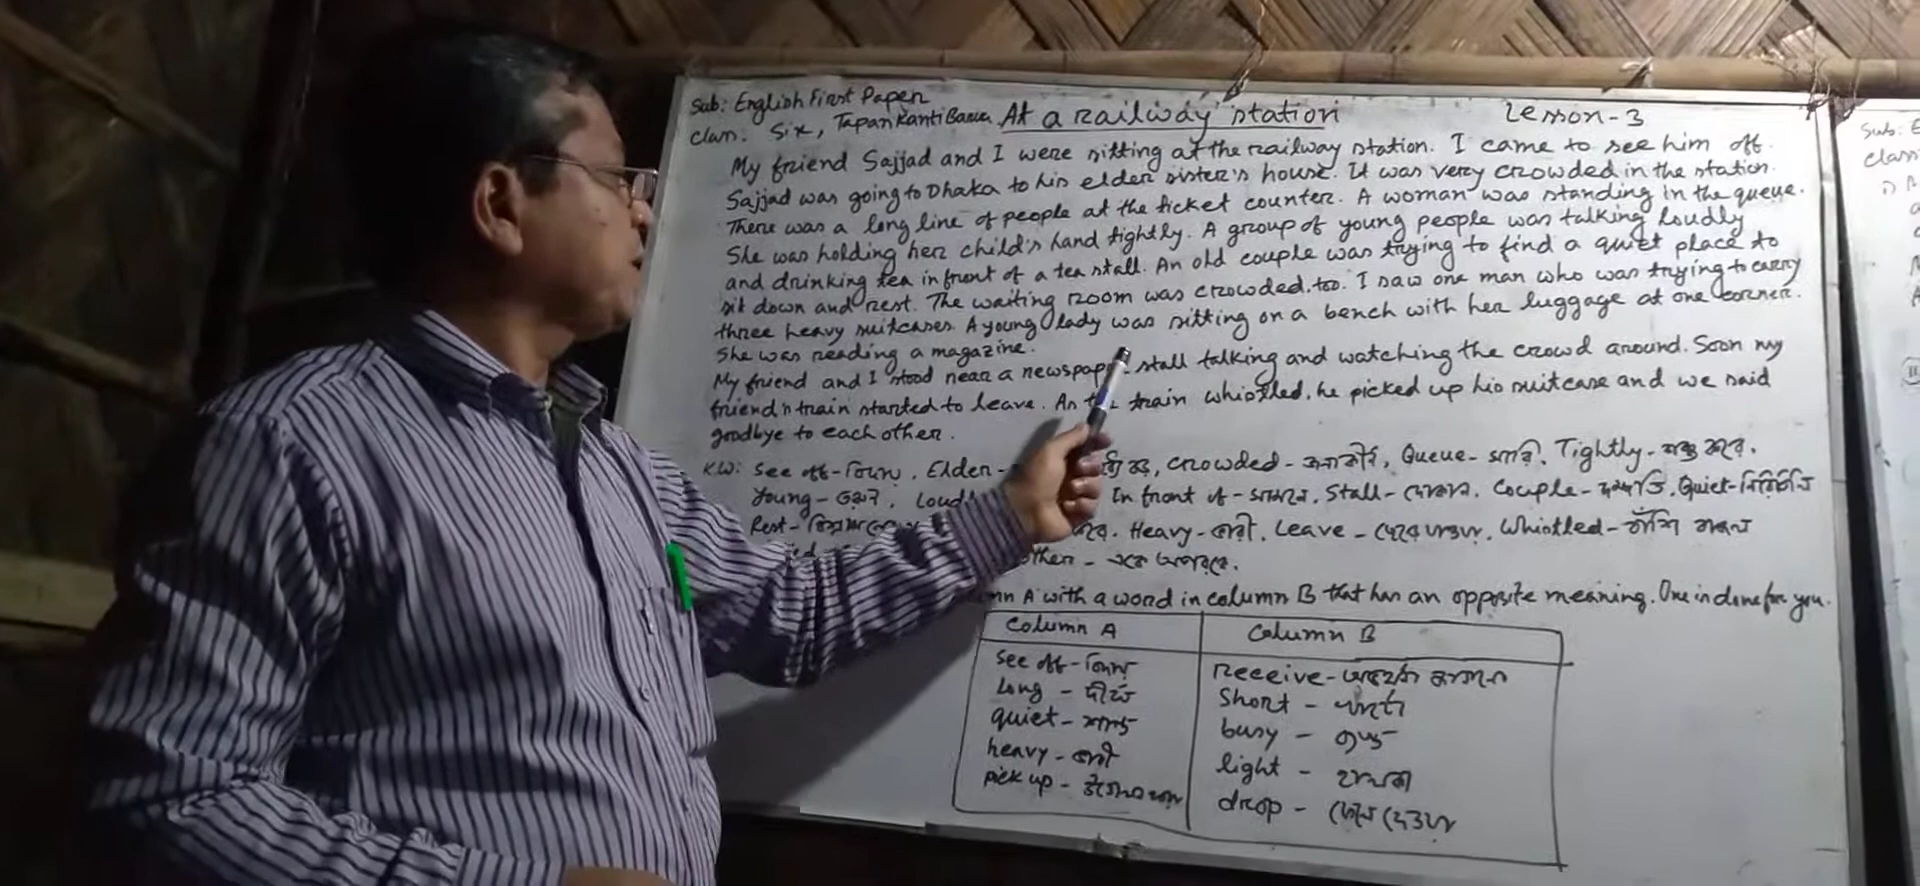 Sub: English First Paper
Class: Six, Tapan Kanti Barua At a railway station Lesson-3
My friend Sajjad and I were sitting at the railway station. I came to see him off.
Sajjad was going to Dhaka to his elder sister's house. It was very crowded in the station.
There was a long line of people at the ticket counter. A woman was standing in the queue.
She was holding her child's hand tightly. A group of young people was talking loudly
and drinking tea in front of a tea stall. An old couple was trying to find a quiet place to
sit down and rest. The waiting room was crowded too. I saw one man who was trying to carry
three heavy suitcases. A young lady was sitting on a bench with her luggage at one corner.
She was reading a magazine.
My friend and I stood near a newspaper stall talking and watching the crowd around. Soon my
friend's train started to leave. As the train whistled, he picked up his suitcase and we said
goodbye to each other.
K.W: See off-বিদায়, Elder- বড়, Crowded-জনাকীর্ণ, Queue-সারি, Tightly-শক্ত করে.
Young-তরুণ, In front of-সামনে, Stall-দোকান, Couple-দম্পতি, Quiet-নিরিবিলি
Rest- Heavy-ভারী, Leave-ছেড়ে যাওয়া, Whistled-বাঁশি বাজল
other-একে অপরকে.
A with a word in column B that has an opposite meaning. One is done for you.
Column A Column B
See off-বিদায় Receive-অভ্যর্থনা জানানো
Long-দীর্ঘ Short-খাটো
quiet-শান্ত busy-ব্যস্ত
heavy-ভারী light-হালকা
pick up- drop-ফেলে দেওয়া
Sub: E
Class